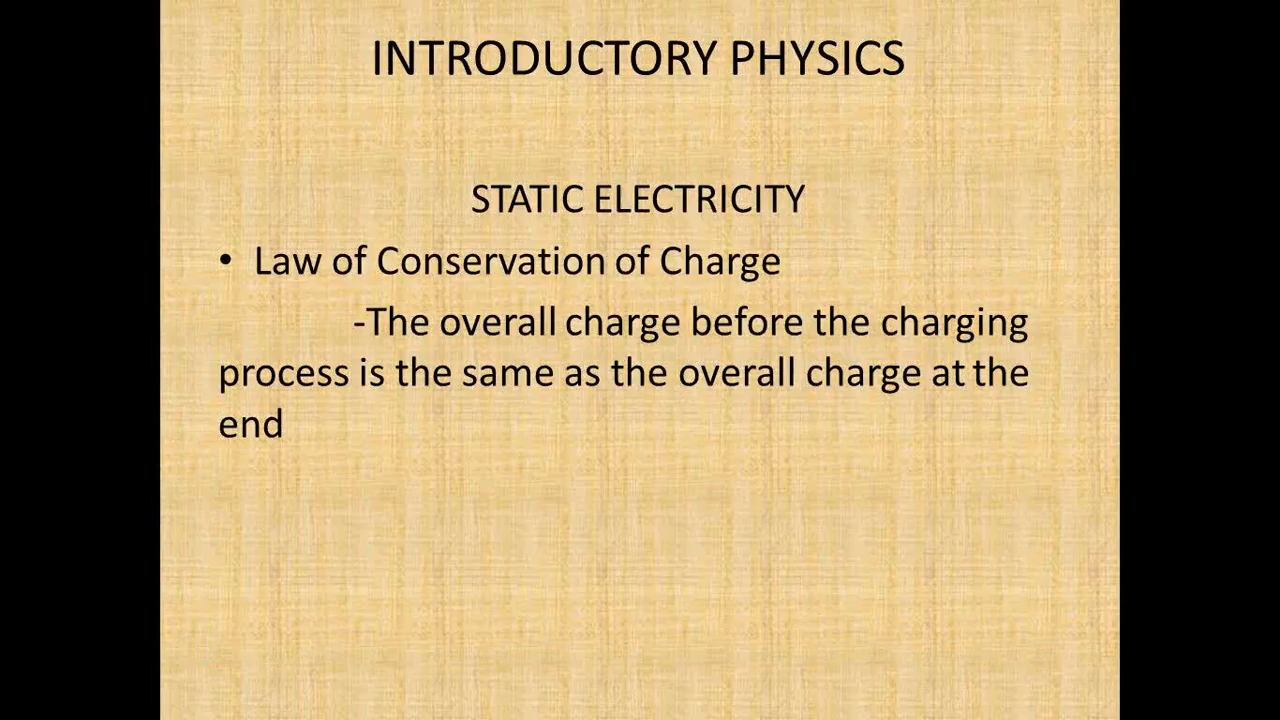 INTRODUCTORY PHYSICS
STATIC ELECTRICITY
• Law of Conservation of Charge
-The overall charge before the charging
process is the same as the overall charge at the
end